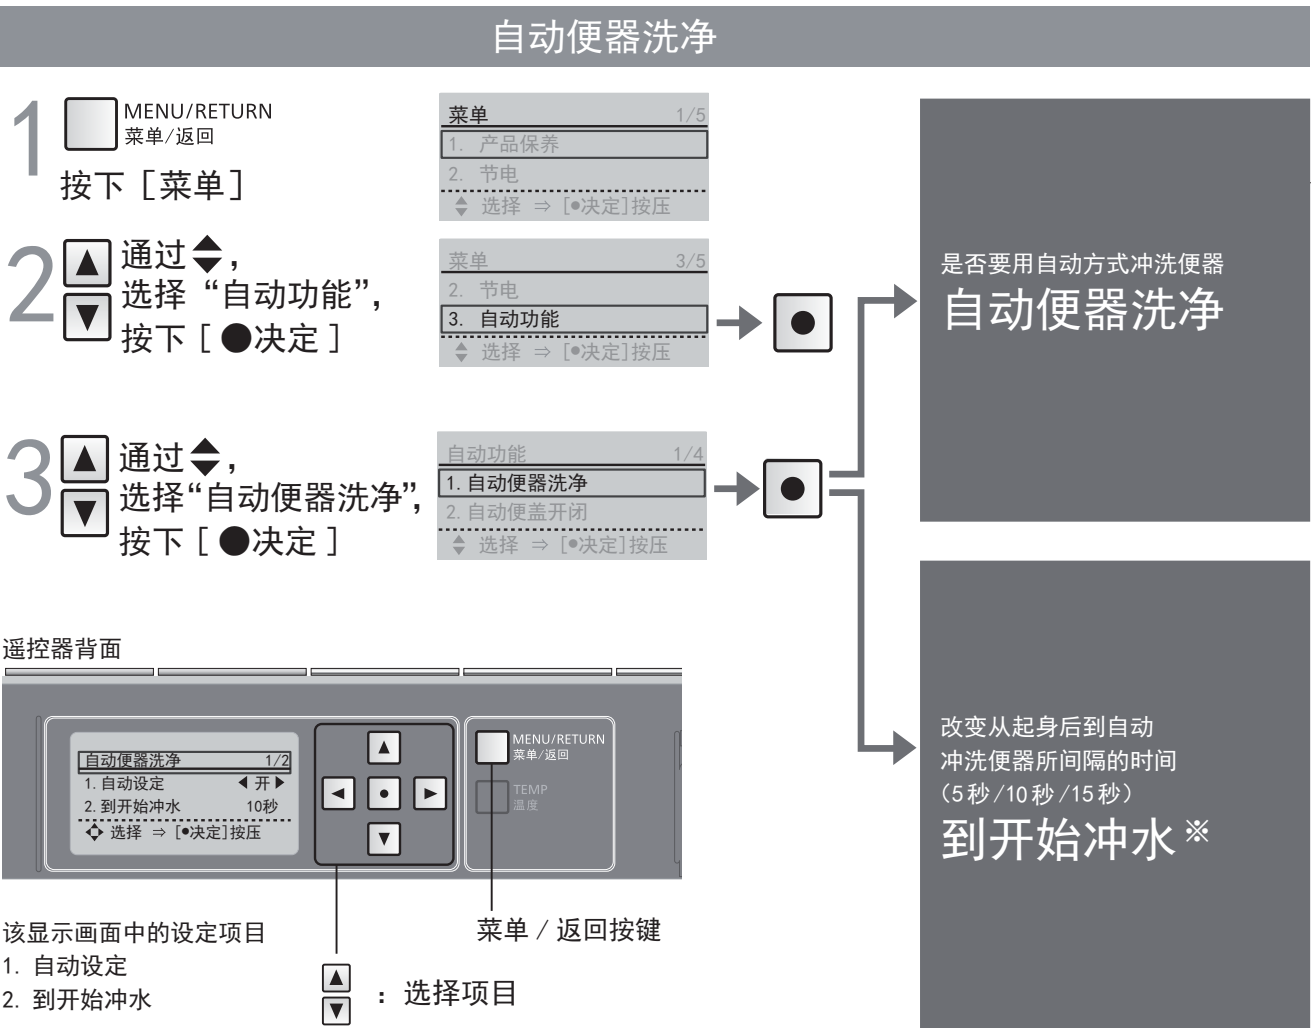 自动便器洗净
1
MENU/RETURN
菜单/返回
按下［菜单］
菜单 1/5
1. 产品保养
2. 节电
选择 ⇒ [●决定]按压
2
▲ 通过◆,
▼ 选择 “自动功能”,
按下 [ ●决定 ]
菜单 3/5
2. 节电
3. 自动功能
选择 ⇒ [●决定]按压
3
▲ 通过◆,
▼ 选择“自动便器洗净”,
按下 [ ●决定 ]
自动功能 1/4
1.自动便器洗净
2.自动便盖开闭
选择 ⇒ [●决定]按压
是否要用自动方式冲洗便器
自动便器洗净
改变从起身后到自动
冲洗便器所间隔的时间
（5秒/10秒/15秒）
到开始冲水※
遥控器背面
自动便器洗净 1/2
1.自动设定 ◀开▶
2.到开始冲水 10秒
选择 ⇒ [●决定]按压
MENU/RETURN
菜单/返回
TEMP
温度
该显示画面中的设定项目
1. 自动设定
2. 到开始冲水
：选择项目
菜单 / 返回按键